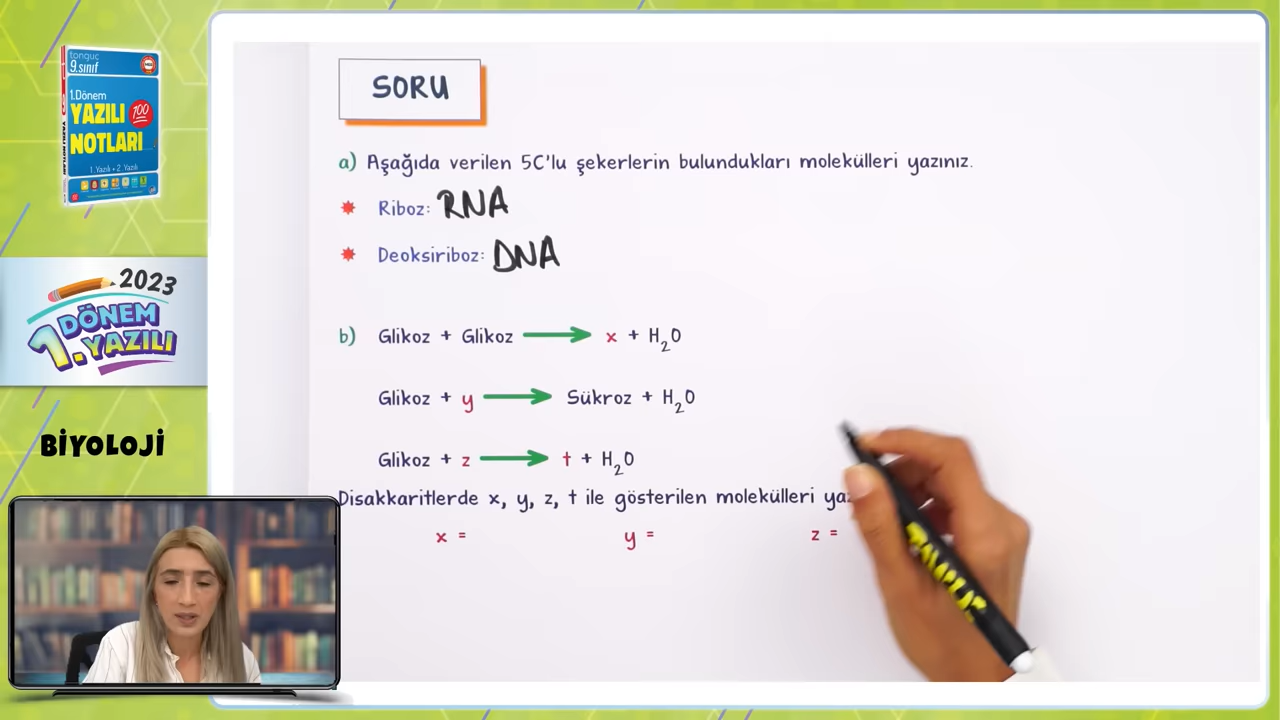 tonguç
9.sınıf
1.Dönem
YAZILI
100
NOTLARI
1.Yazılı • 2.Yazılı
YAZILI NOTLARI
2023
1. DÖNEM
YAZILI
BİYOLOJİ
SORU
a) Aşağıda verilen 5C'lu şekerlerin bulundukları molekülleri yazınız.
Riboz: RNA
Deoksiriboz: DNA
b) Glikoz + Glikoz → x + H₂O
Glikoz + y → Sükroz + H₂O
Glikoz + z → t + H₂O
Disakkaritlerde x, y, z, t ile gösterilen molekülleri
x = y = z =